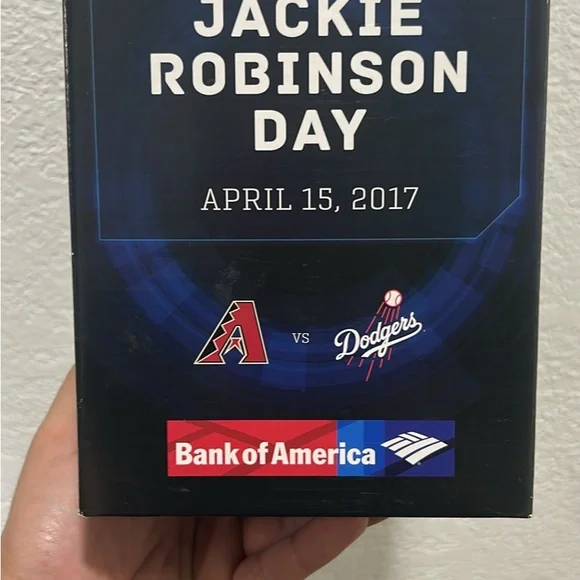 JACKIE
ROBINSON
DAY
APRIL 15, 2017
A vs Dodgers
Bank of America